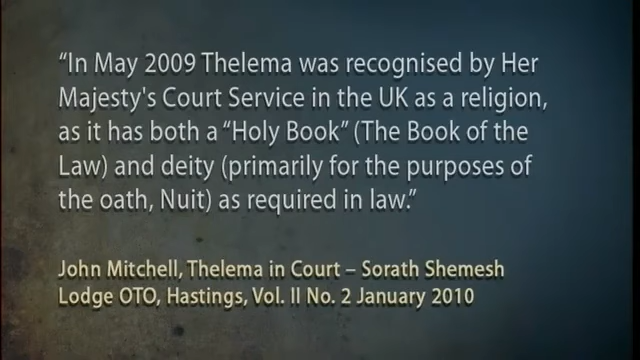 “In May 2009 Thelema was recognised by Her
Majesty's Court Service in the UK as a religion,
as it has both a “Holy Book” (The Book of the
Law) and deity (primarily for the purposes of
the oath, Nuit) as required in law.”
John Mitchell, Thelema in Court – Sorath Shemesh
Lodge OTO, Hastings, Vol. II No. 2 January 2010